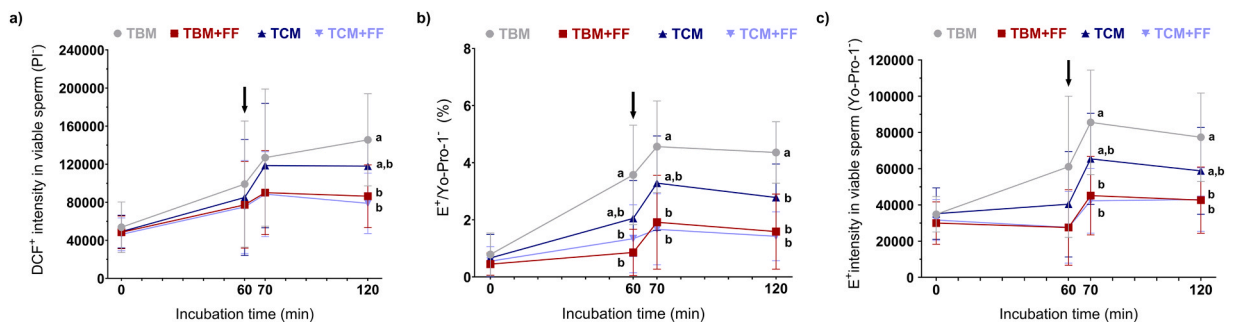 a)
TBM TBM+FF TCM TCM+FF
DCF⁺ intensity in viable sperm (PI⁻)
240000
200000
160000
120000
80000
40000
0
a
a,b
b
b
0 60 70 120
Incubation time (min)
b)
TBM TBM+FF TCM TCM+FF
E⁺/Yo-Pro-1⁻ (%)
8
6
4
2
0
a
a,b
b
b
a
a,b
b
b
a
b
b
b
0 60 70 120
Incubation time (min)
c)
TBM TBM+FF TCM TCM+FF
E⁺intensity in viable sperm (Yo-Pro-1⁻)
120000
100000
80000
60000
40000
20000
0
a
a,b
b
b
a
a,b
b
b
0 60 70 120
Incubation time (min)